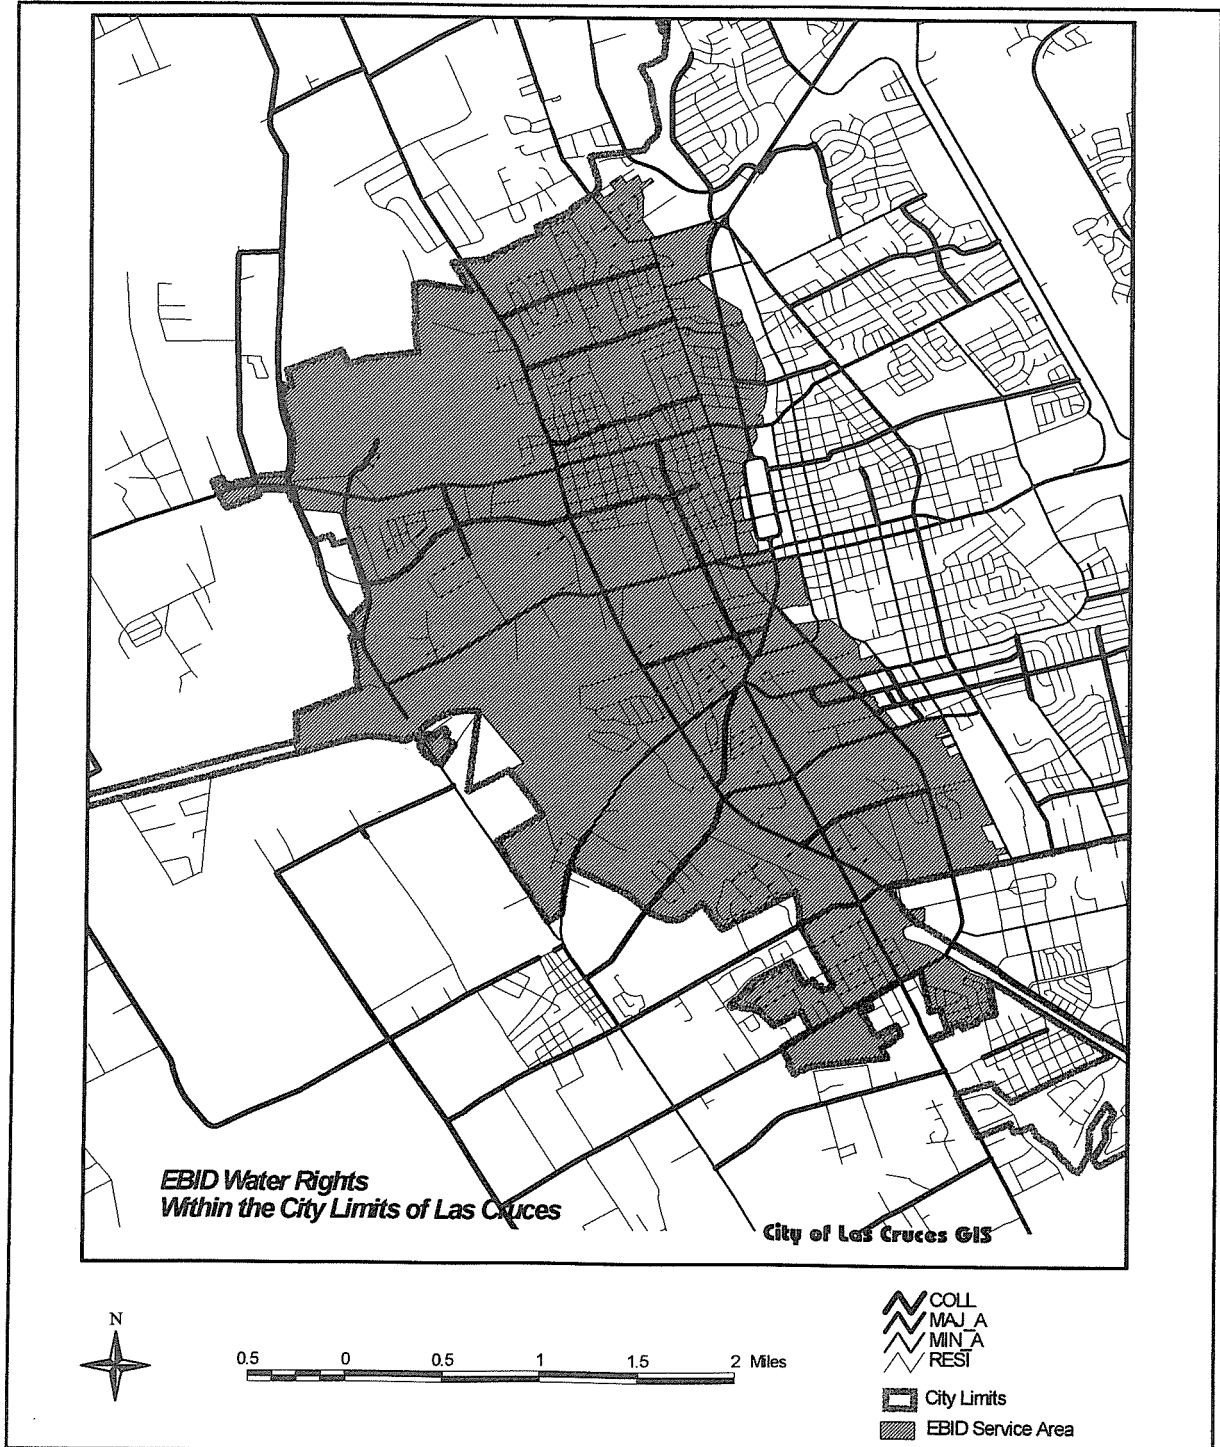 EBID Water Rights
Within the City Limits of Las Cruces
City of Las Cruces GIS
N
0.5 0 0.5 1 1.5 2 Miles
COLL
MAJ_A
MIN_A
RESI
City Limits
EBID Service Area